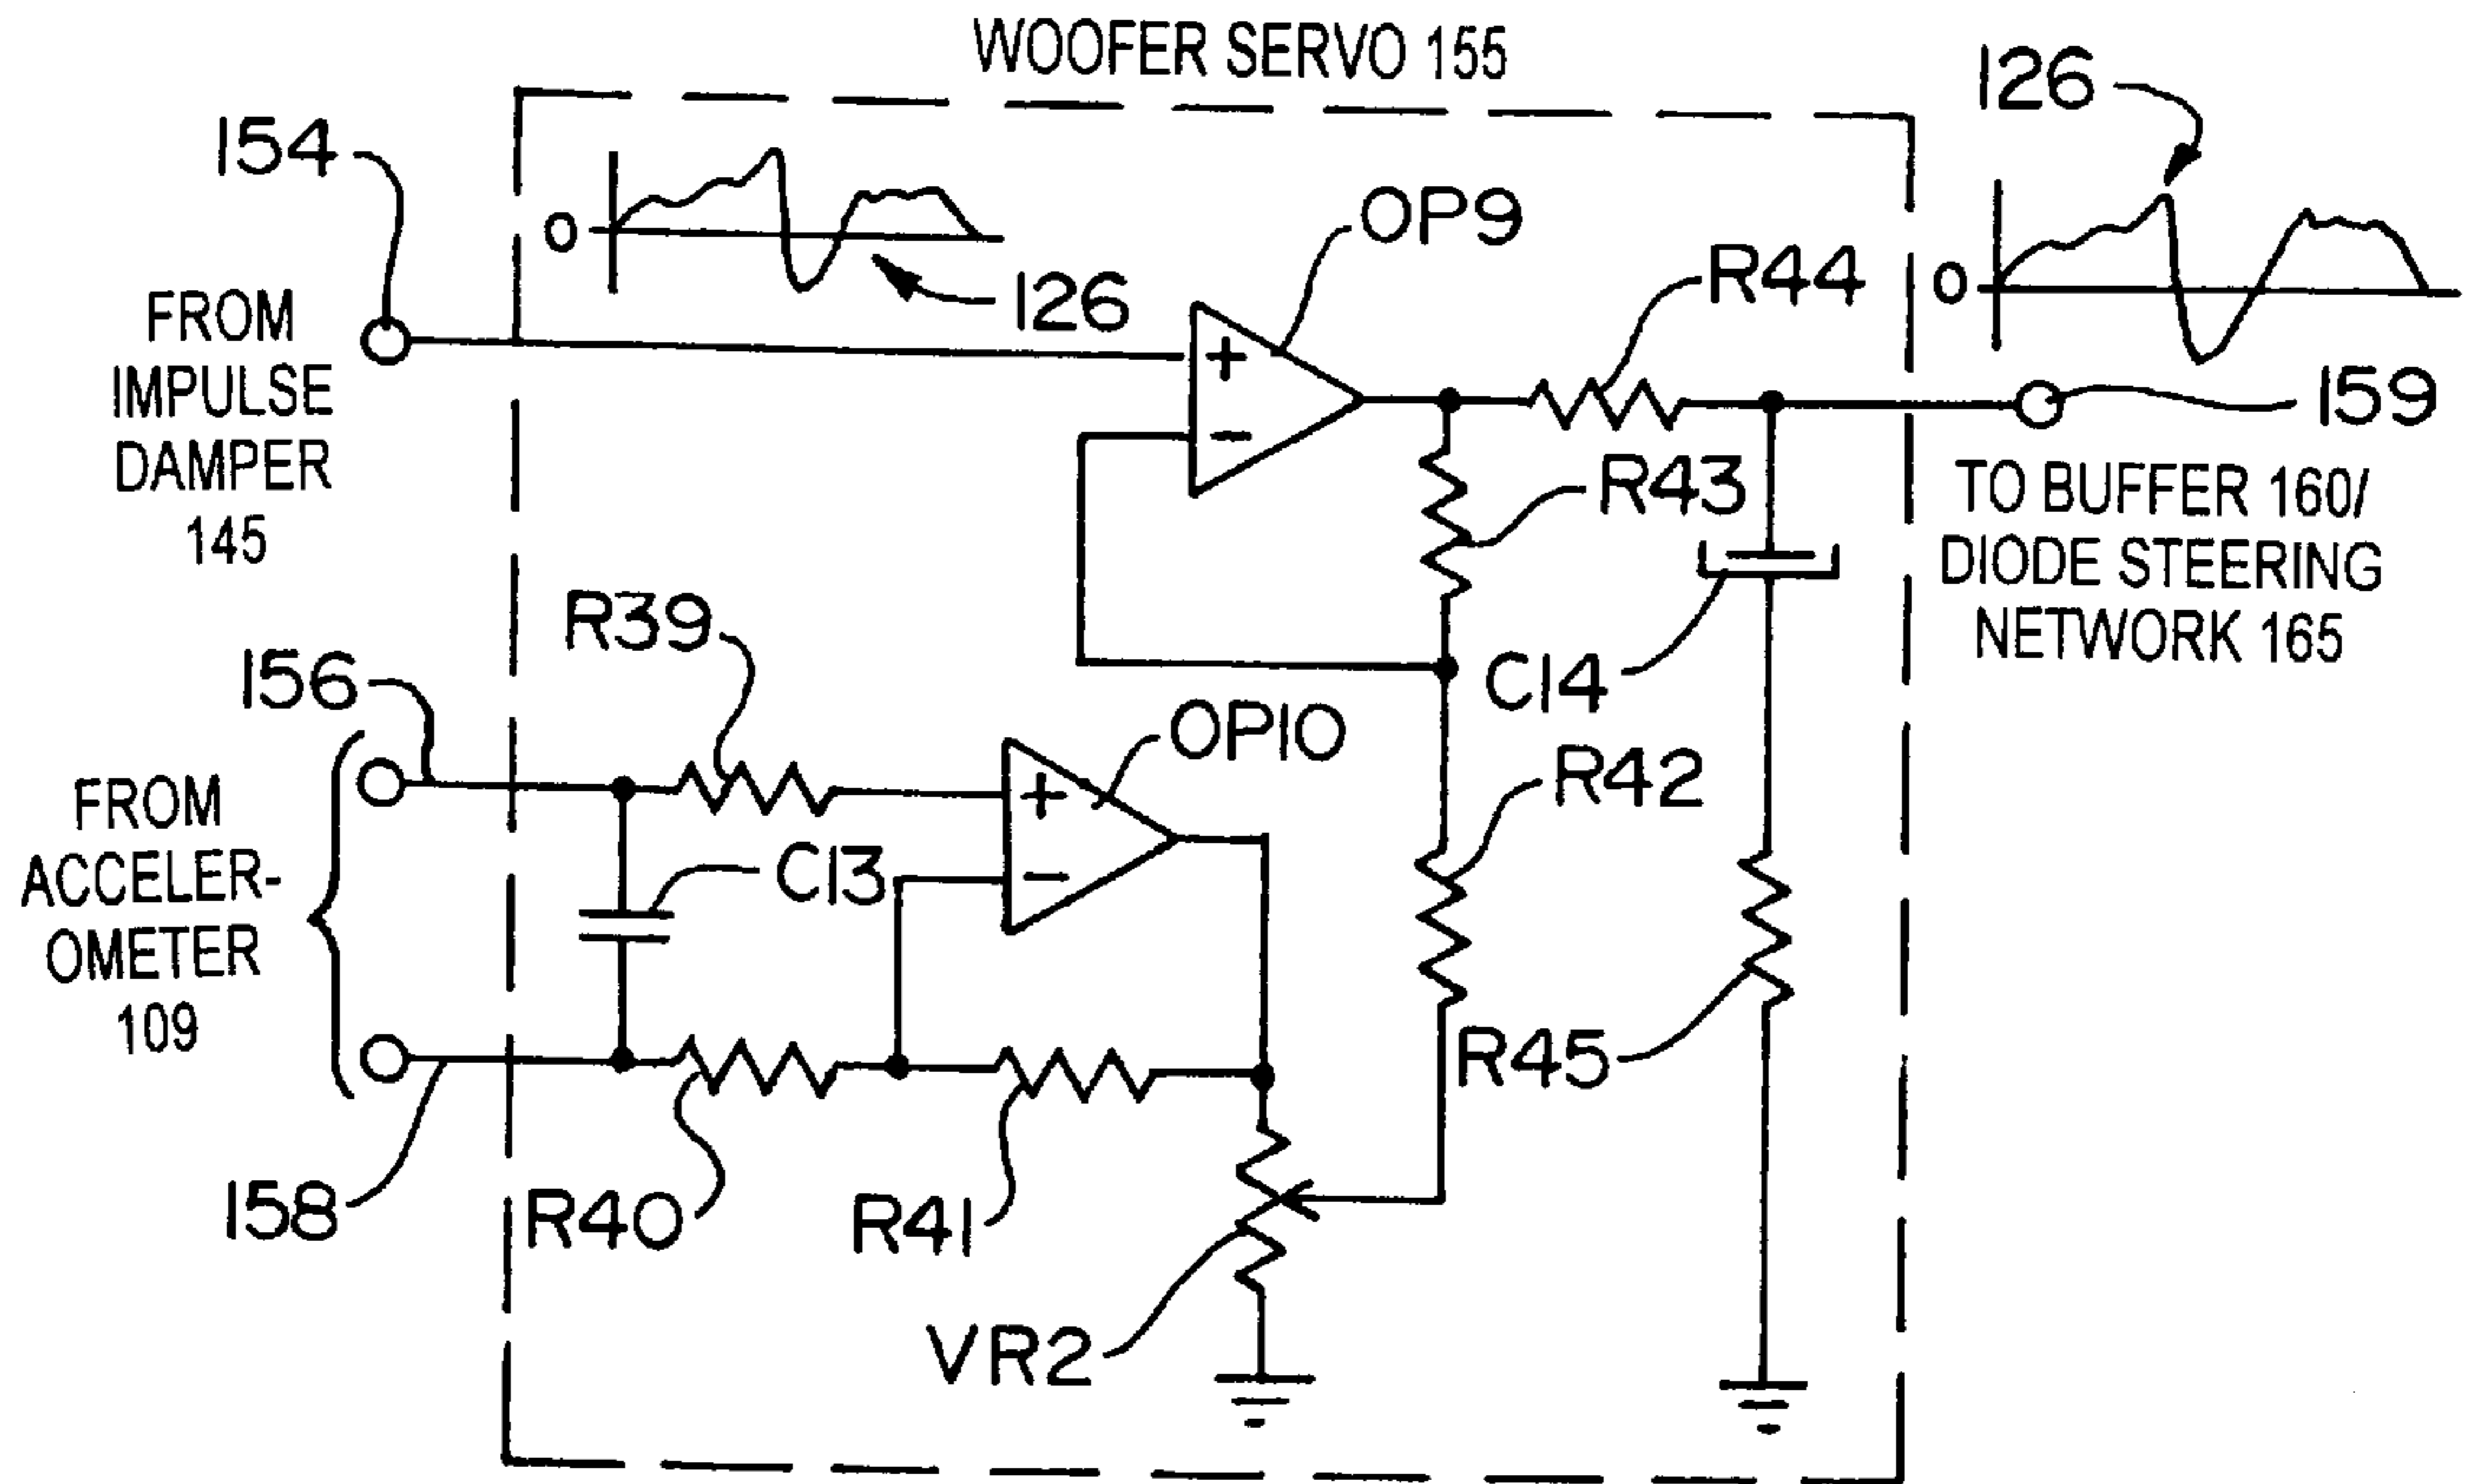 WOOFER SERVO 155
126
154
0
OP9
126
R44
0
FROM
IMPULSE
DAMPER
145
+
-
159
R43
TO BUFFER 160/
DIODE STEERING
NETWORK 165
R39
C14
156
OP10
R42
FROM
ACCELER-
OMETER
109
+
-
C13
R45
158
R40
R41
VR2